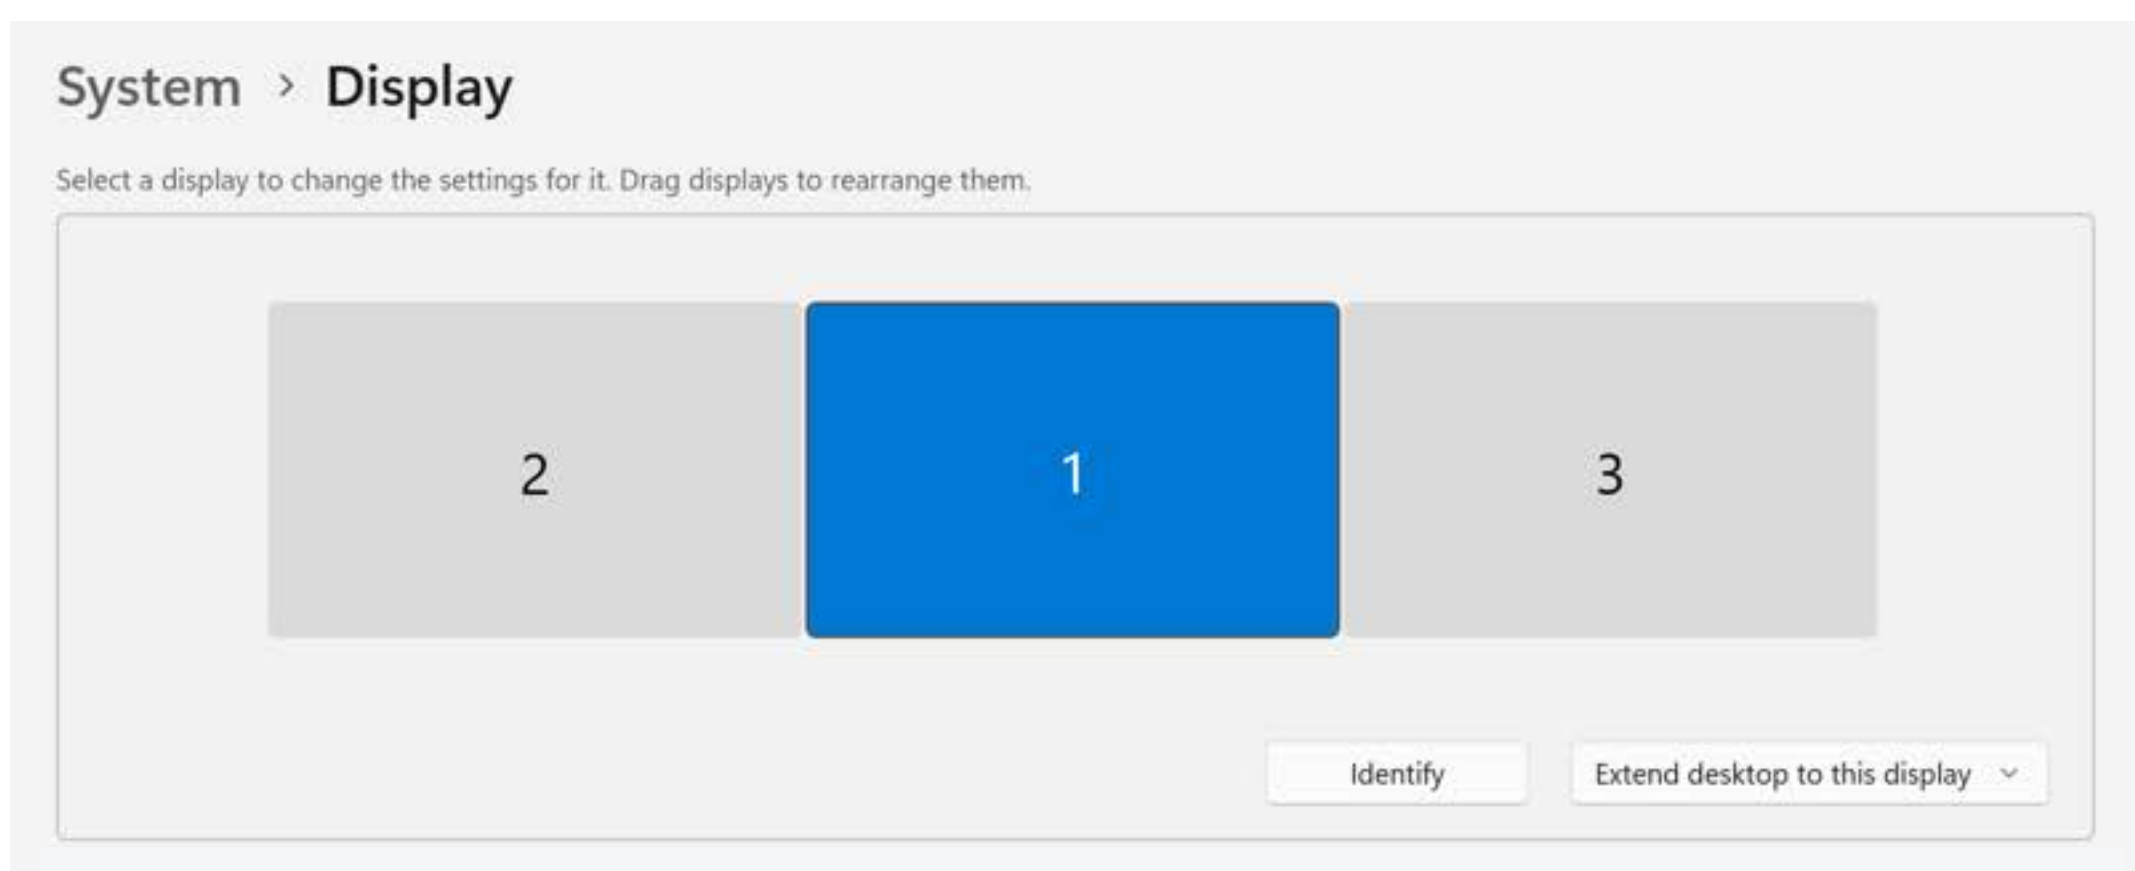 System > Display
Select a display to change the settings for it. Drag displays to rearrange them.
2 1 3
Identify Extend desktop to this display